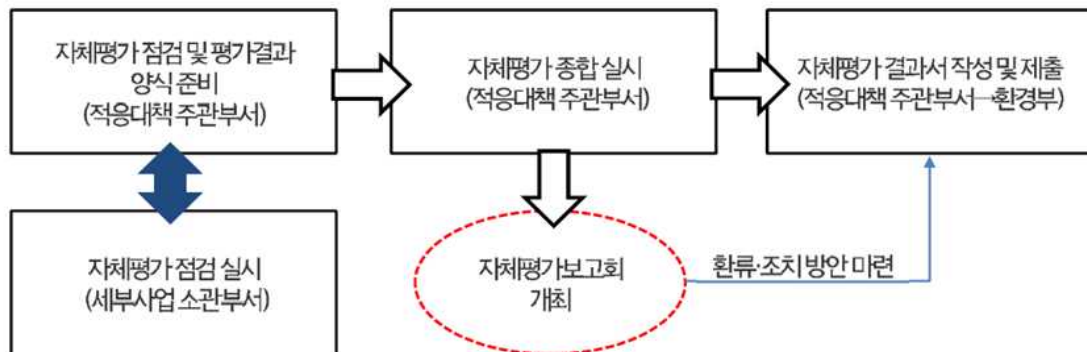 자체평가 점검 및 평가결과
양식 준비
(적응대책 주관부서)
자체평가 종합 실시
(적응대책 주관부서)
자체평가 결과서 작성 및 제출
(적응대책 주관부서→환경부)
자체평가 점검 실시
(세부사업 소관부서)
자체평가보고회
개최
환류·조치 방안 마련